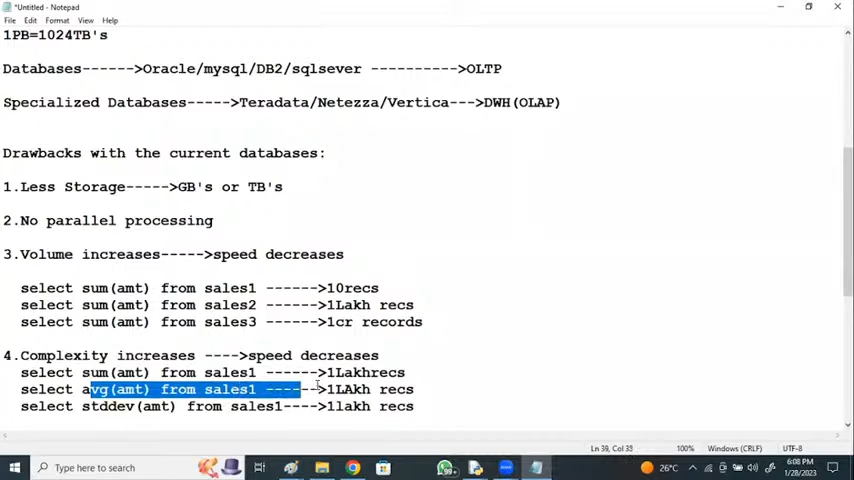 *Untitled - Notepad
File Edit Format View Help
1PB=1024TB's
Databases------>Oracle/mysql/DB2/sqlsever ---------->OLTP
Specialized Databases----->Teradata/Netezza/Vertica--->DWH(OLAP)
Drawbacks with the current databases:
1.Less Storage----->GB's or TB's
2.No parallel processing
3.Volume increases----->speed decreases
select sum(amt) from sales1 ------>10recs
select sum(amt) from sales2 ------>1Lakh recs
select sum(amt) from sales3 ------>1cr records
4.Complexity increases ---->speed decreases
select sum(amt) from sales1 ------>1Lakhrecs
select avg(amt) from sales1 ------>1LAkh recs
select stddev(amt) from sales1---->1lakh recs
Ln 39, Col 33 100% Windows (CRLF) UTF-8
Type here to search
99+
26°C
6:08 PM
1/28/2023